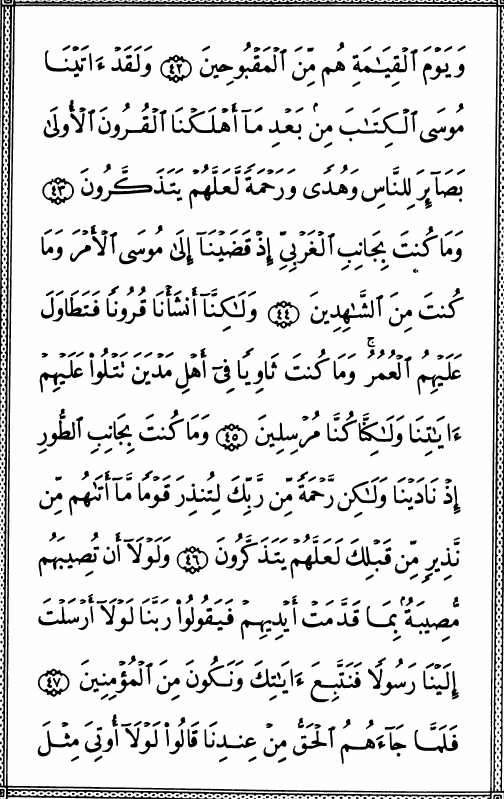 وَيَوْمَ ٱلْقِيَٰمَةِ هُم مِّنَ ٱلْمَقْبُوحِينَ ٤٢ وَلَقَدْ ءَاتَيْنَا
مُوسَى ٱلْكِتَٰبَ مِنۢ بَعْدِ مَآ أَهْلَكْنَا ٱلْقُرُونَ ٱلْأُولَىٰ
بَصَآئِرَ لِلنَّاسِ وَهُدًى وَرَحْمَةً لَّعَلَّهُمْ يَتَذَكَّرُونَ ٤٣
وَمَا كُنتَ بِجَانِبِ ٱلْغَرْبِىِّ إِذْ قَضَيْنَآ إِلَىٰ مُوسَى ٱلْأَمْرَ وَمَا
كُنتَ مِنَ ٱلشَّٰهِدِينَ ٤٤ وَلَٰكِنَّآ أَنشَأْنَا قُرُونًا فَتَطَاوَلَ
عَلَيْهِمُ ٱلْعُمُرُ ۚ وَمَا كُنتَ ثَاوِيًا فِىٓ أَهْلِ مَدْيَنَ تَتْلُوا۟ عَلَيْهِمْ
ءَايَٰتِنَا وَلَٰكِنَّا كُنَّا مُرْسِلِينَ ٤٥ وَمَا كُنتَ بِجَانِبِ ٱلطُّورِ
إِذْ نَادَيْنَا وَلَٰكِن رَّحْمَةً مِّن رَّبِّكَ لِتُنذِرَ قَوْمًا مَّآ أَتَىٰهُم مِّن
نَّذِيرٍ مِّن قَبْلِكَ لَعَلَّهُمْ يَتَذَكَّرُونَ ٤٦ وَلَوْلَآ أَن تُصِيبَهُم
مُّصِيبَةٌۢ بِمَا قَدَّمَتْ أَيْدِيهِمْ فَيَقُولُوا۟ رَبَّنَا لَوْلَآ أَرْسَلْتَ
إِلَيْنَا رَسُولًا فَنَتَّبِعَ ءَايَٰتِكَ وَنَكُونَ مِنَ ٱلْمُؤْمِنِينَ ٤٧
فَلَمَّا جَآءَهُمُ ٱلْحَقُّ مِنْ عِندِنَا قَالُوا۟ لَوْلَآ أُوتِىَ مِثْلَ